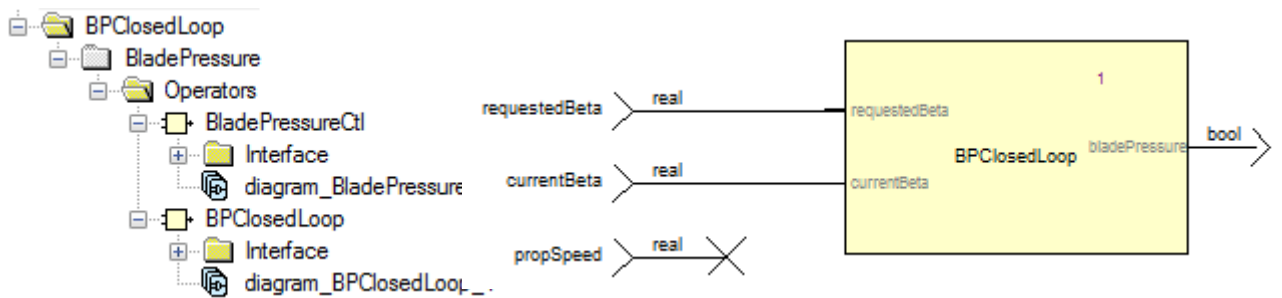 BPClosedLoop
BladePressure
Operators
BladePressureCtl
Interface
diagram_BladePressure
BPClosedLoop
Interface
diagram_BPClosedLoop_
requestedBeta
real
currentBeta
real
propSpeed
real
1
requestedBeta
bladePressure
BPClosedLoop
currentBeta
bool